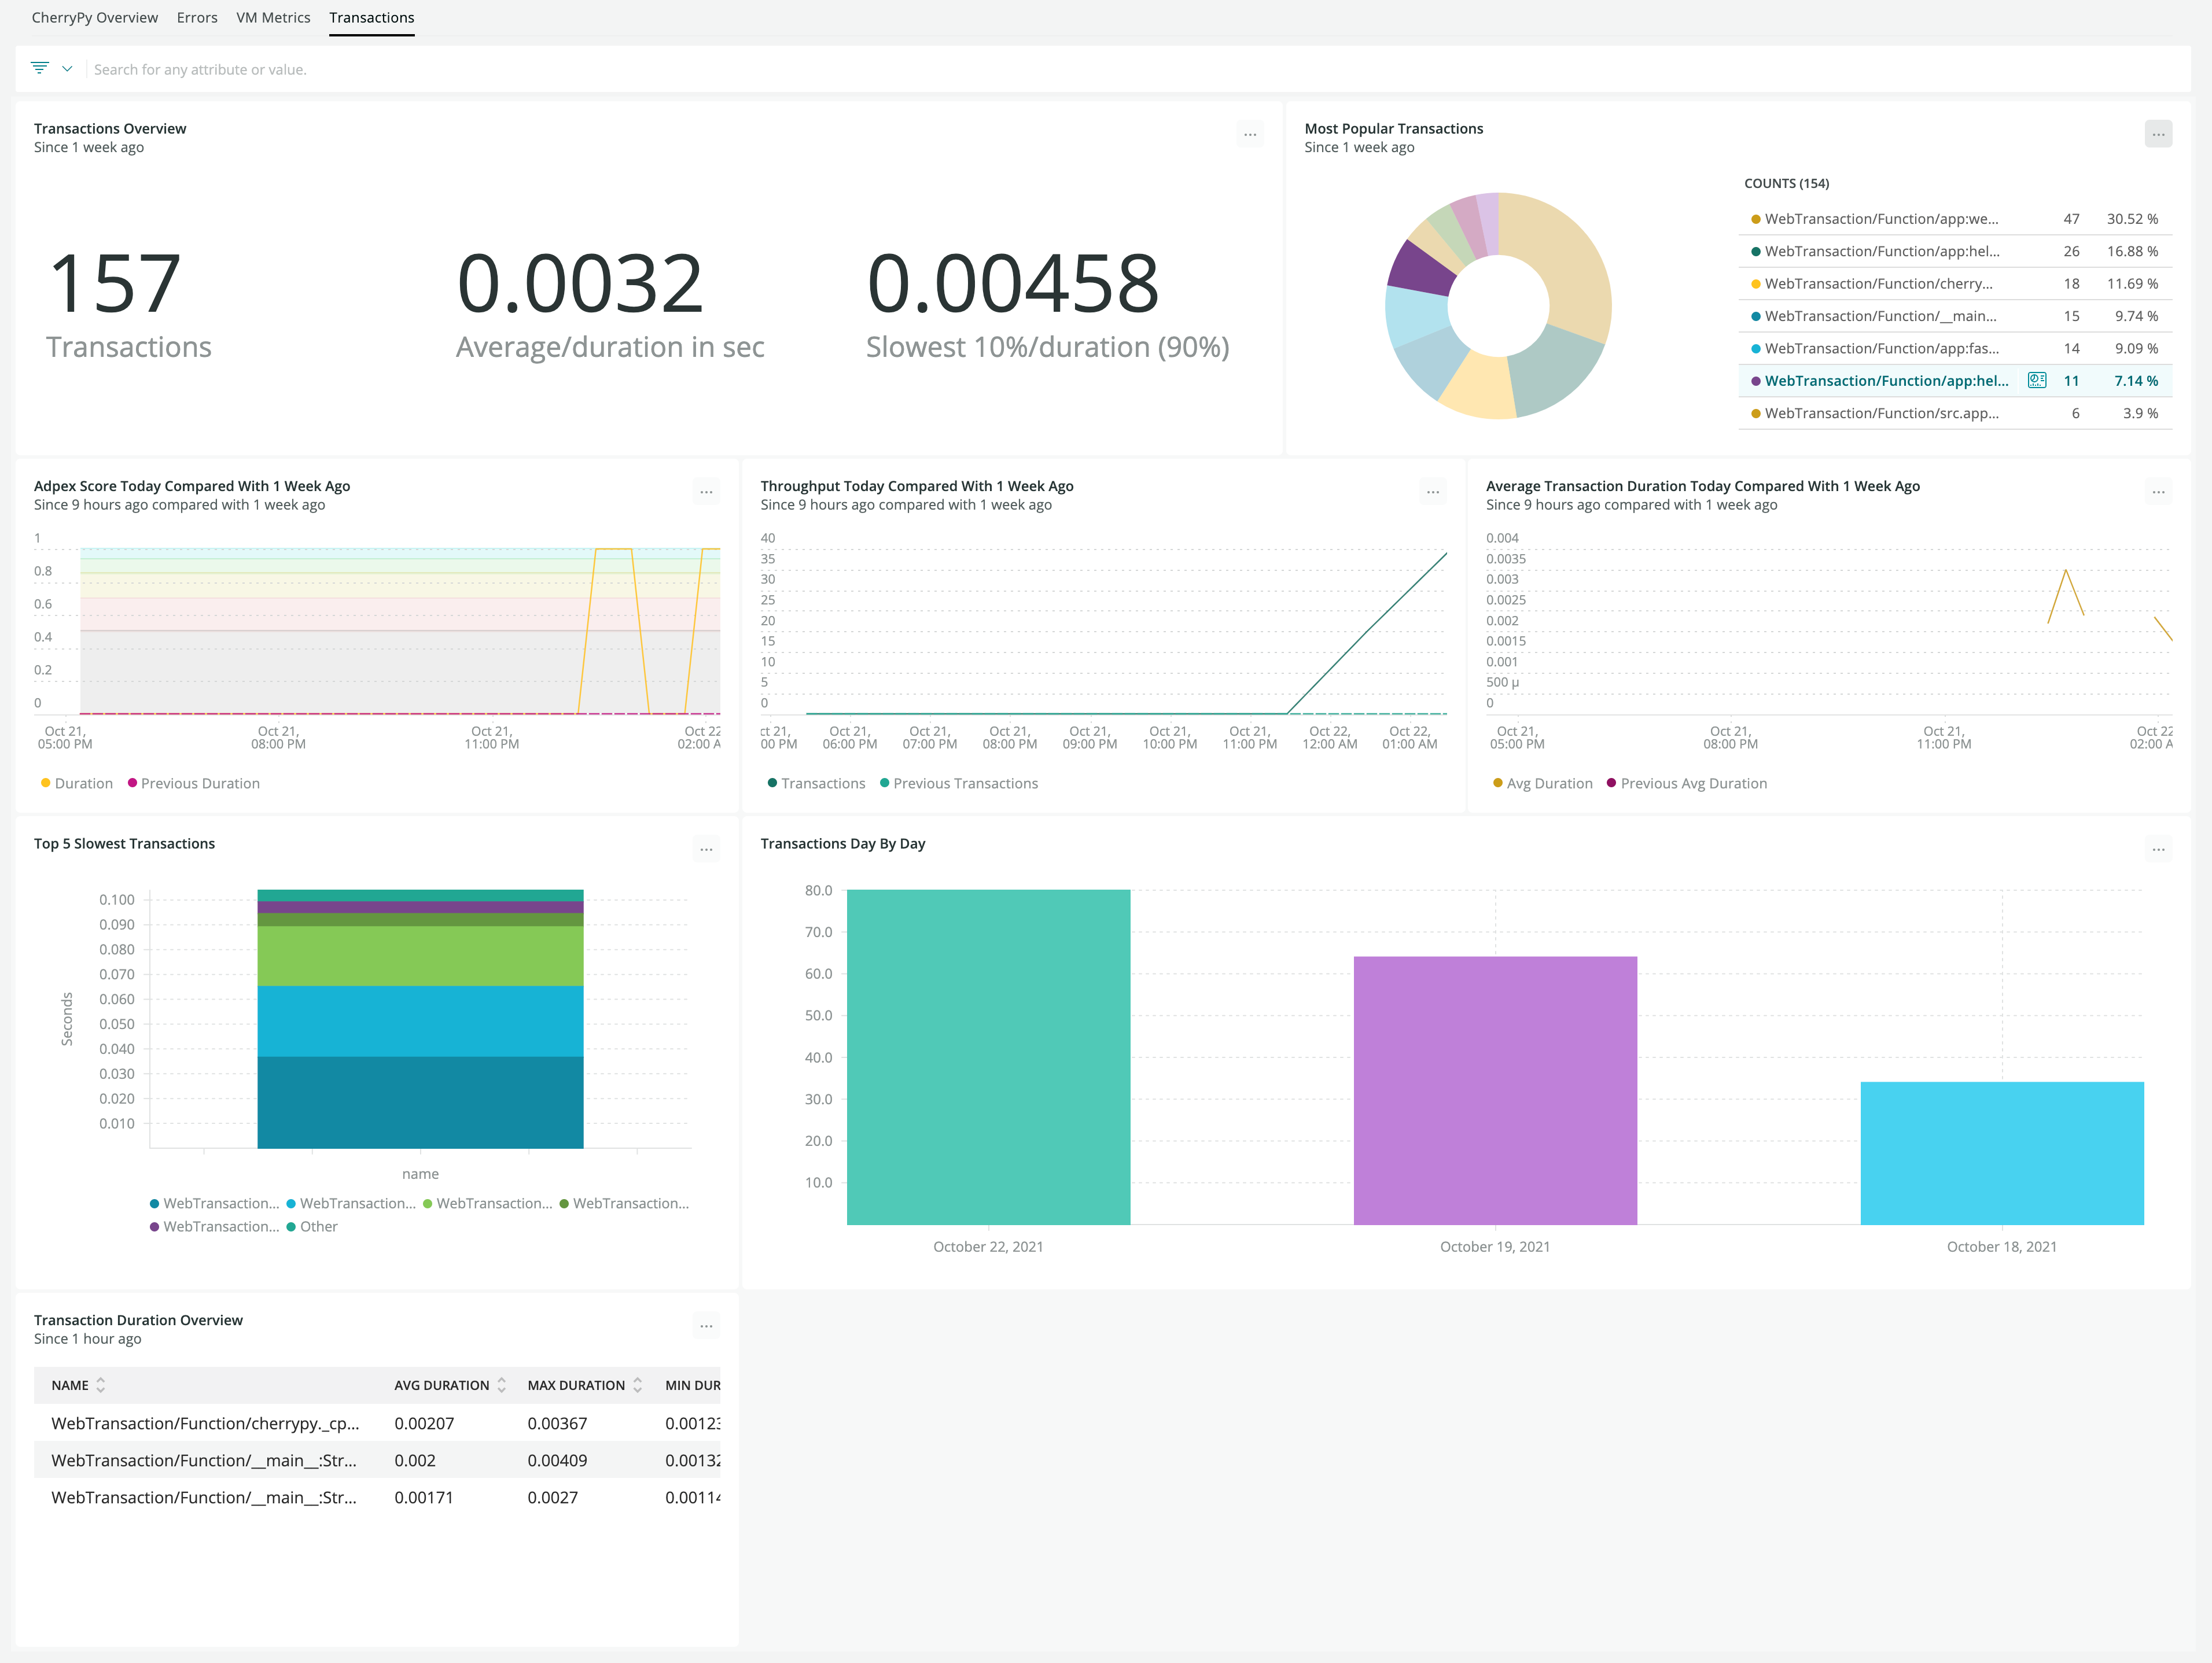 CherryPy Overview Errors VM Metrics Transactions
Search for any attribute or value.
Transactions Overview
Since 1 week ago
...
157
Transactions
0.0032
Average/duration in sec
0.00458
Slowest 10%/duration (90%)
Most Popular Transactions
Since 1 week ago
...
COUNTS (154)
WebTransaction/Function/app:we... 47 30.52 %
WebTransaction/Function/app:hel... 26 16.88 %
WebTransaction/Function/cherry... 18 11.69 %
WebTransaction/Function/__main... 15 9.74 %
WebTransaction/Function/app:fas... 14 9.09 %
WebTransaction/Function/app:hel... 11 7.14 %
WebTransaction/Function/src.app... 6 3.9 %
Adpex Score Today Compared With 1 Week Ago
Since 9 hours ago compared with 1 week ago
...
1
0.8
0.6
0.4
0.2
0
Oct 21, Oct 21, Oct 21, Oct 22
05:00 PM 08:00 PM 11:00 PM 02:00 A
Duration Previous Duration
Throughput Today Compared With 1 Week Ago
Since 9 hours ago compared with 1 week ago
...
40
35
30
25
20
15
10
5
0
ct 21, Oct 21, Oct 21, Oct 21, Oct 21, Oct 21, Oct 21, Oct 22, Oct 22,
00 PM 06:00 PM 07:00 PM 08:00 PM 09:00 PM 10:00 PM 11:00 PM 12:00 AM 01:00 AM
Transactions Previous Transactions
Average Transaction Duration Today Compared With 1 Week Ago
Since 9 hours ago compared with 1 week ago
...
0.004
0.0035
0.003
0.0025
0.002
0.0015
0.001
500 µ
0
Oct 21, Oct 21, Oct 21, Oct 22
05:00 PM 08:00 PM 11:00 PM 02:00 A
Avg Duration Previous Avg Duration
Top 5 Slowest Transactions
...
Seconds
0.100
0.090
0.080
0.070
0.060
0.050
0.040
0.030
0.020
0.010
name
WebTransaction... WebTransaction... WebTransaction... WebTransaction...
WebTransaction... Other
Transactions Day By Day
...
80.0
70.0
60.0
50.0
40.0
30.0
20.0
10.0
October 22, 2021 October 19, 2021 October 18, 2021
Transaction Duration Overview
Since 1 hour ago
...
NAME AVG DURATION MAX DURATION MIN DUR
WebTransaction/Function/cherrypy._cp... 0.00207 0.00367 0.00123
WebTransaction/Function/__main__:Str... 0.002 0.00409 0.00132
WebTransaction/Function/__main__:Str... 0.00171 0.0027 0.00114